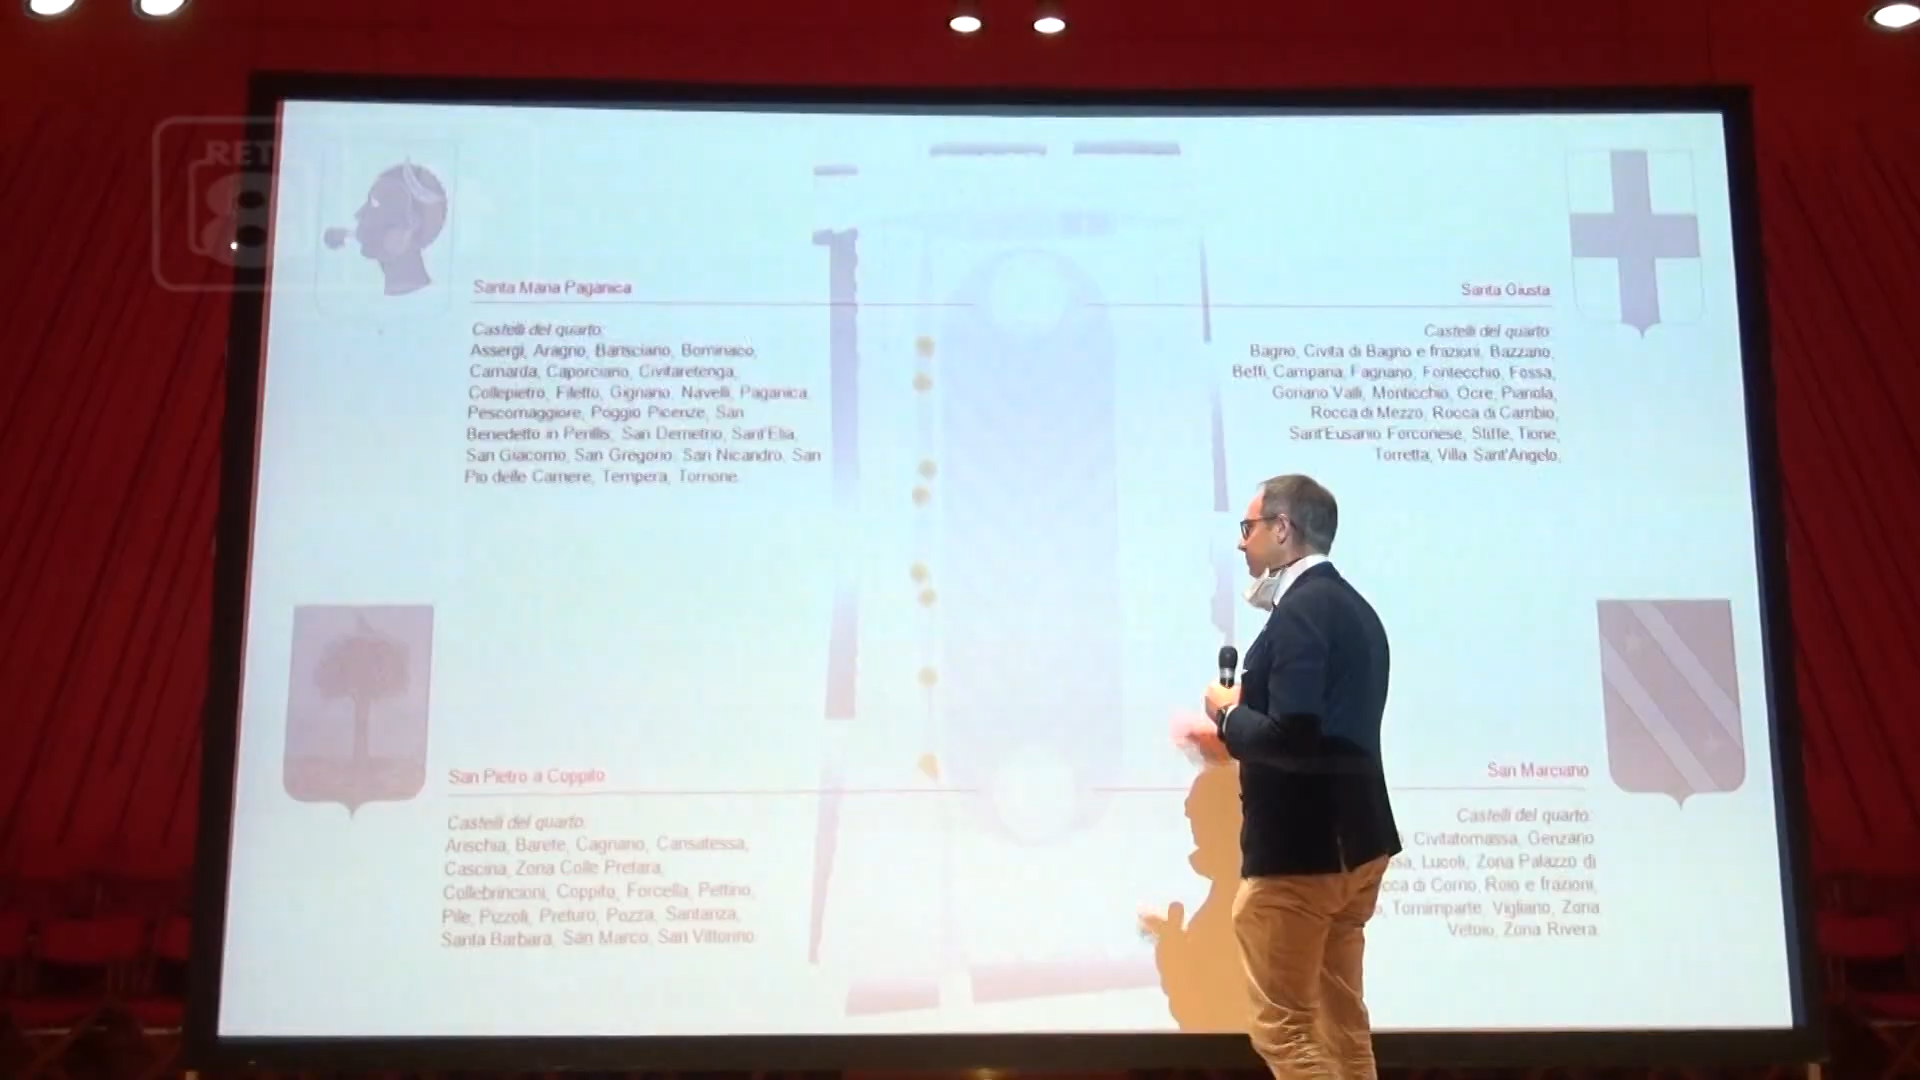 RET
8
Santa Maria Paganica
Castelli del quarto:
Assergi, Aragno, Barisciano, Bominaco,
Camarda, Caporciano, Civitaretenga,
Collepietro, Filetto, Gignano, Navelli, Paganica,
Pescomaggiore, Poggio Picenze, San
Benedetto in Perillis, San Demetrio, Sant'Elia,
San Giacomo, San Gregorio, San Nicandro, San
Pio delle Camere, Tempera, Tornone.
Santa Giusta
Castelli del quarto:
Bagno, Civita di Bagno e frazioni, Bazzano,
Beffi, Campana, Fagnano, Fontecchio, Fossa,
Goriano Valli, Monticchio, Ocre, Pianola,
Rocca di Mezzo, Rocca di Cambio,
Sant'Eusanio Forconese, Stiffe, Tione,
Torretta, Villa Sant'Angelo,
San Pietro a Coppito
Castelli del quarto:
Arischia, Barete, Cagnano, Cansatessa,
Cascina, Zona Colle Pretara,
Collebrincioni, Coppito, Forcella, Pettino,
Pile, Pizzoli, Preturo, Pozza, Santanza,
Santa Barbara, San Marco, San Vittorino
San Marciano
Castelli del quarto:
Civitatomassa, Genzano
Lucoli, Zona Palazzo di
di Corno, Roio e frazioni,
Tornimparte, Vigliano, Zona
Vetoio, Zona Rivera.